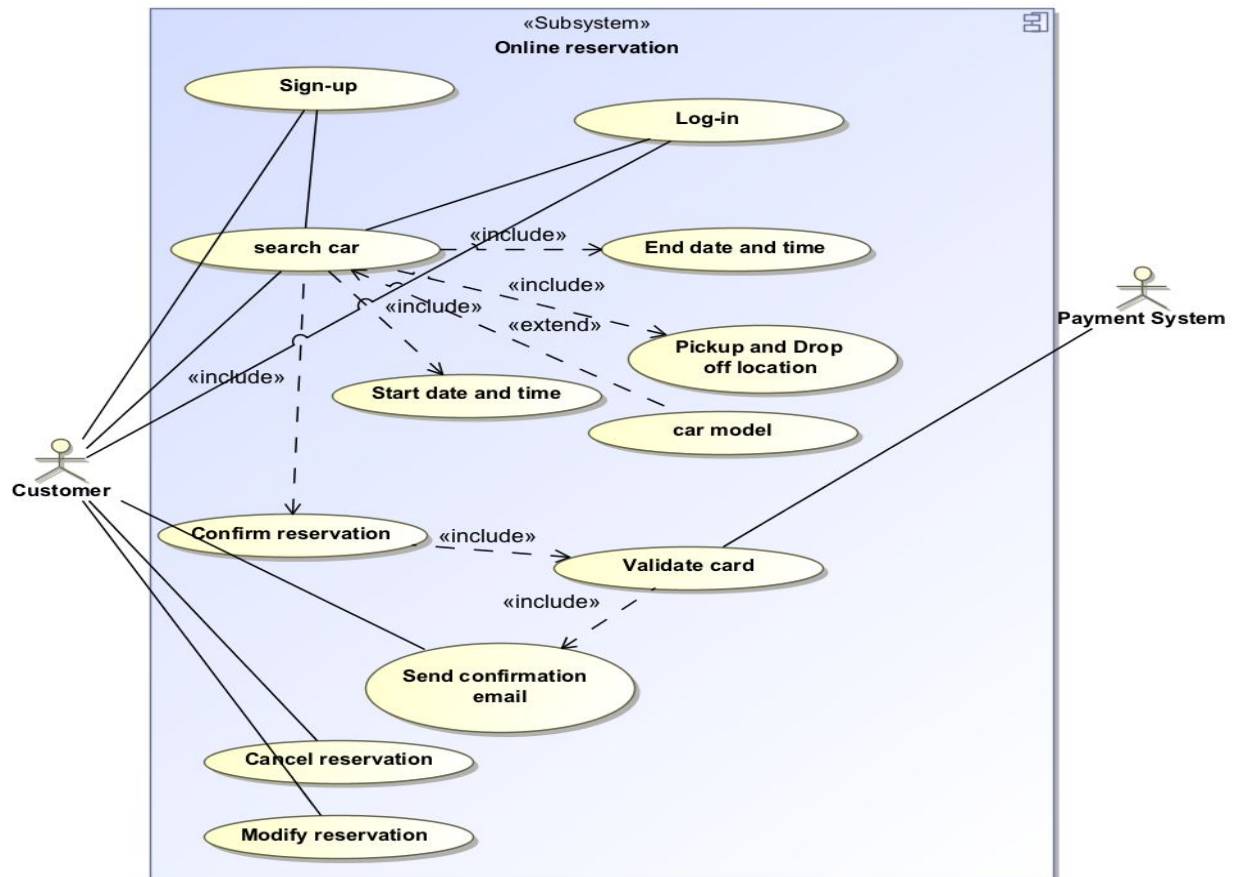 «Subsystem»
Online reservation
Sign-up
Log-in
search car
«include»
End date and time
«include»
«include»
«extend»
Pickup and Drop
off location
Payment System
«include»
Start date and time
car model
Customer
Confirm reservation
«include»
Validate card
«include»
Send confirmation
email
Cancel reservation
Modify reservation